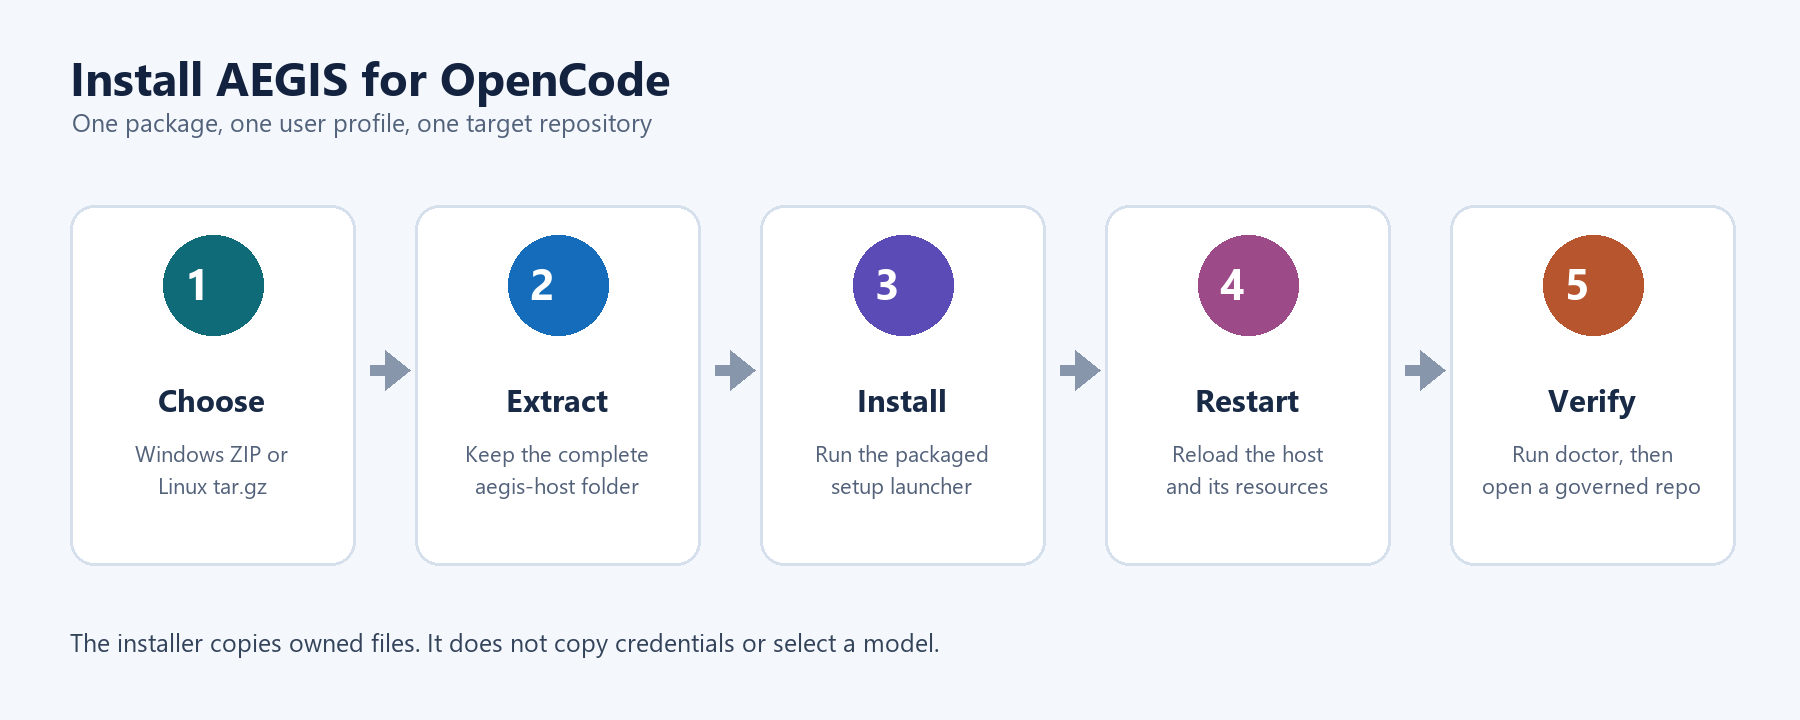 Install AEGIS for OpenCode
One package, one user profile, one target repository
1
Choose
Windows ZIP or
Linux tar.gz
2
Extract
Keep the complete
aegis-host folder
3
Install
Run the packaged
setup launcher
4
Restart
Reload the host
and its resources
5
Verify
Run doctor, then
open a governed repo
The installer copies owned files. It does not copy credentials or select a model.